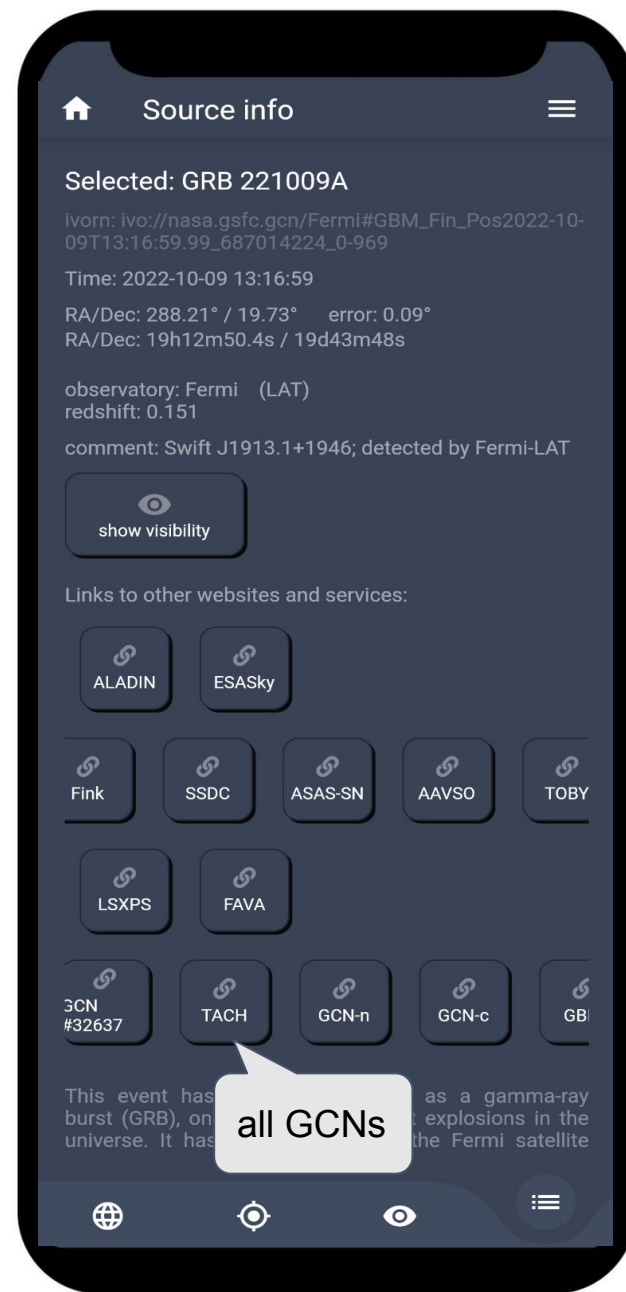 Source info
Selected: GRB 221009A
ivorn: ivo://nasa.gsfc.gcn/Fermi#GBM_Fin_Pos2022-10-
09T13:16:59.99_687014224_0-969
Time: 2022-10-09 13:16:59
RA/Dec: 288.21° / 19.73° error: 0.09°
RA/Dec: 19h12m50.4s / 19d43m48s
observatory: Fermi (LAT)
redshift: 0.151
comment: Swift J1913.1+1946; detected by Fermi-LAT
show visibility
Links to other websites and services:
ALADIN ESASky
Fink SSDC ASAS-SN AAVSO TOBY
LSXPS FAVA
GCN
#32637 TACH GCN-n GCN-c
all GCNs
This event has as a gamma-ray
burst (GRB), explosions in the
universe. It has the Fermi satellite